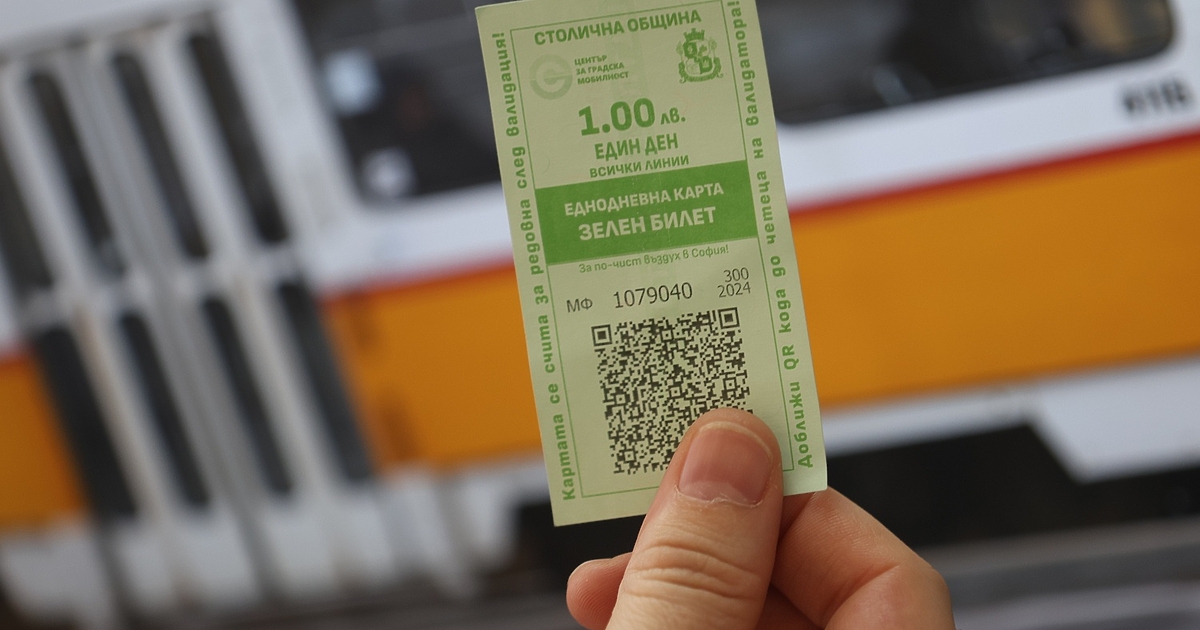 СТОЛИЧНА ОБЩИНА
ЦЕНТЪР
ЗА ГРАДСКА
МОБИЛНОСТ
1.00 лв.
ЕДИН ДЕН
ВСИЧКИ ЛИНИИ
ЕДНОДНЕВНА КАРТА
ЗЕЛЕН БИЛЕТ
За по-чист въздух в София!
МФ 1079040 300
2024
Картата се счита за редовна след валидация!
Доближи QR кода до четеца на валидатора!